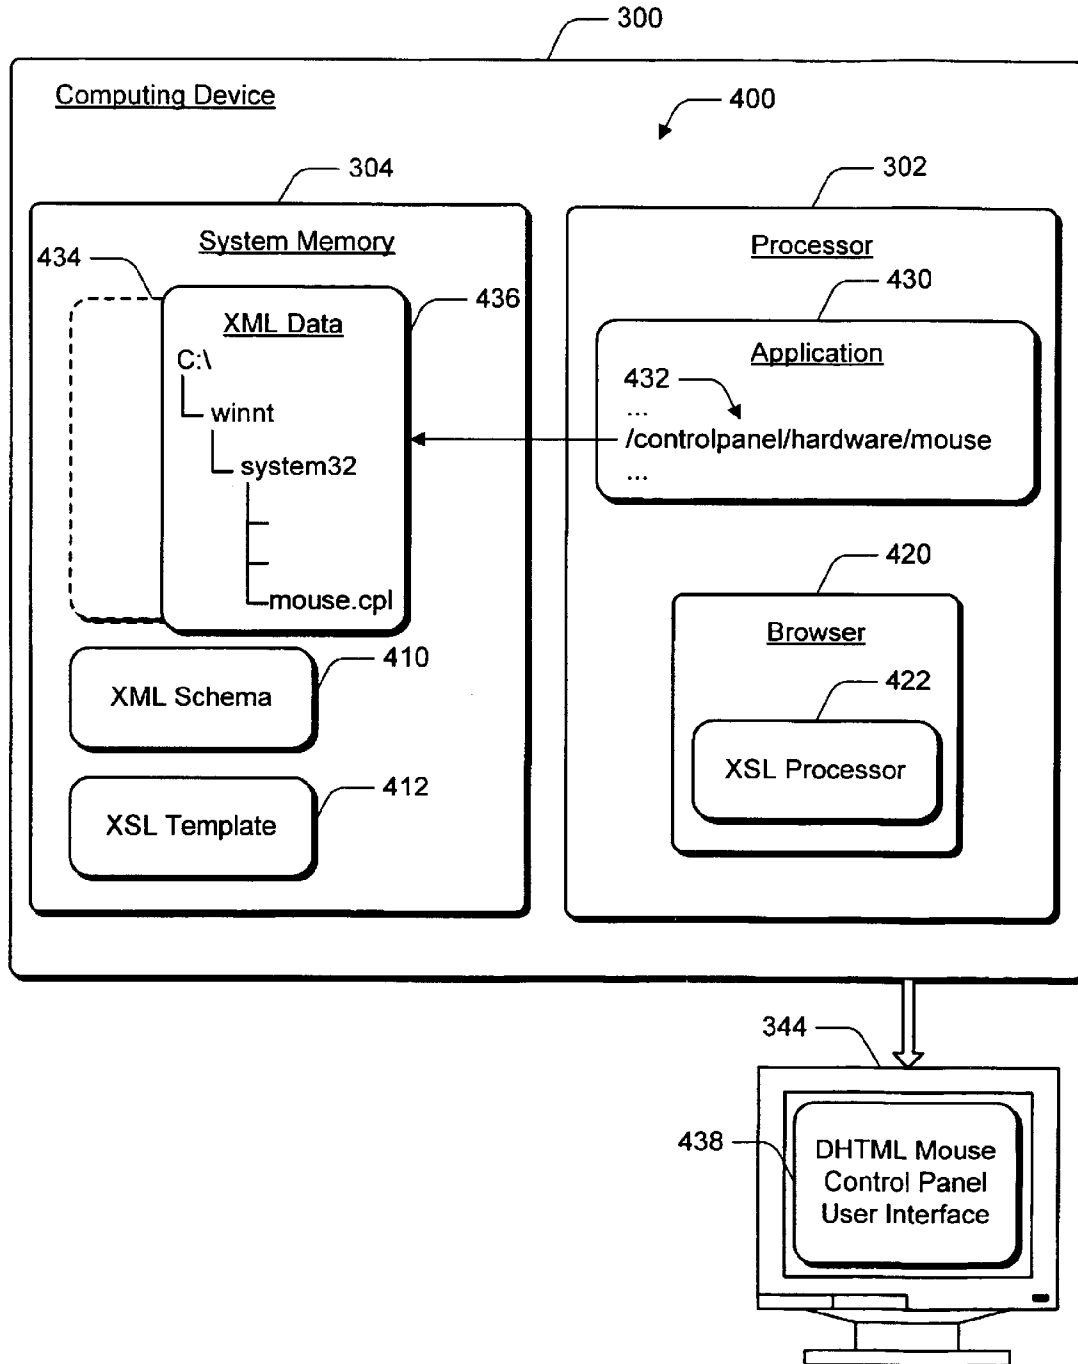 300
Computing Device
400
304
302
System Memory
Processor
434
436
430
XML Data
Application
C:\
432
...
winnt
/controlpanel/hardware/mouse
system32
...
420
mouse.cpl
Browser
410
XML Schema
422
XSL Processor
412
XSL Template
344
438
DHTML Mouse
Control Panel
User Interface